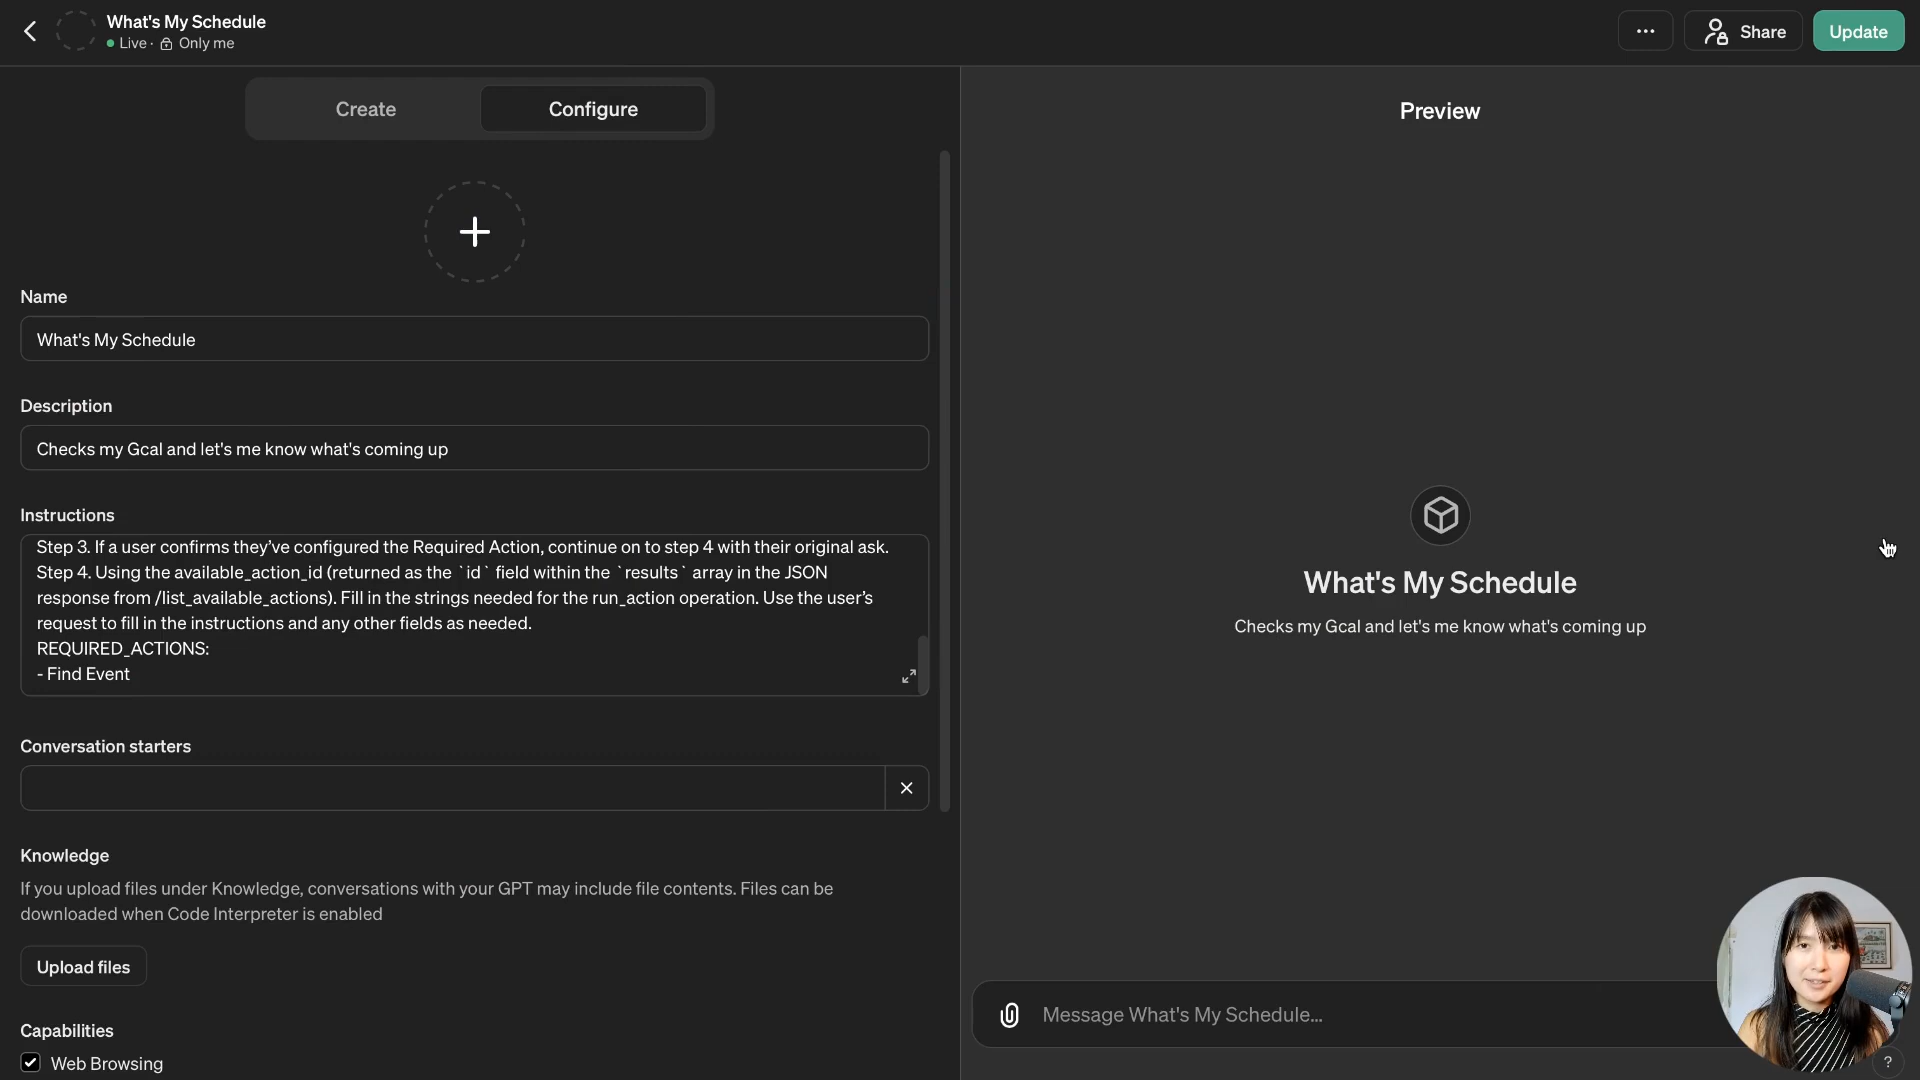 What's My Schedule
Live · Only me
Share
Update
Create
Configure
Preview
Name
What's My Schedule
Description
Checks my Gcal and let's me know what's coming up
Instructions
Step 3. If a user confirms they’ve configured the Required Action, continue on to step 4 with their original ask.
Step 4. Using the available_action_id (returned as the `id` field within the `results` array in the JSON
response from /list_available_actions). Fill in the strings needed for the run_action operation. Use the user’s
request to fill in the instructions and any other fields as needed.
REQUIRED_ACTIONS:
- Find Event
Conversation starters
Knowledge
If you upload files under Knowledge, conversations with your GPT may include file contents. Files can be
downloaded when Code Interpreter is enabled
Upload files
Capabilities
Web Browsing
What's My Schedule
Checks my Gcal and let's me know what's coming up
Message What's My Schedule...
?